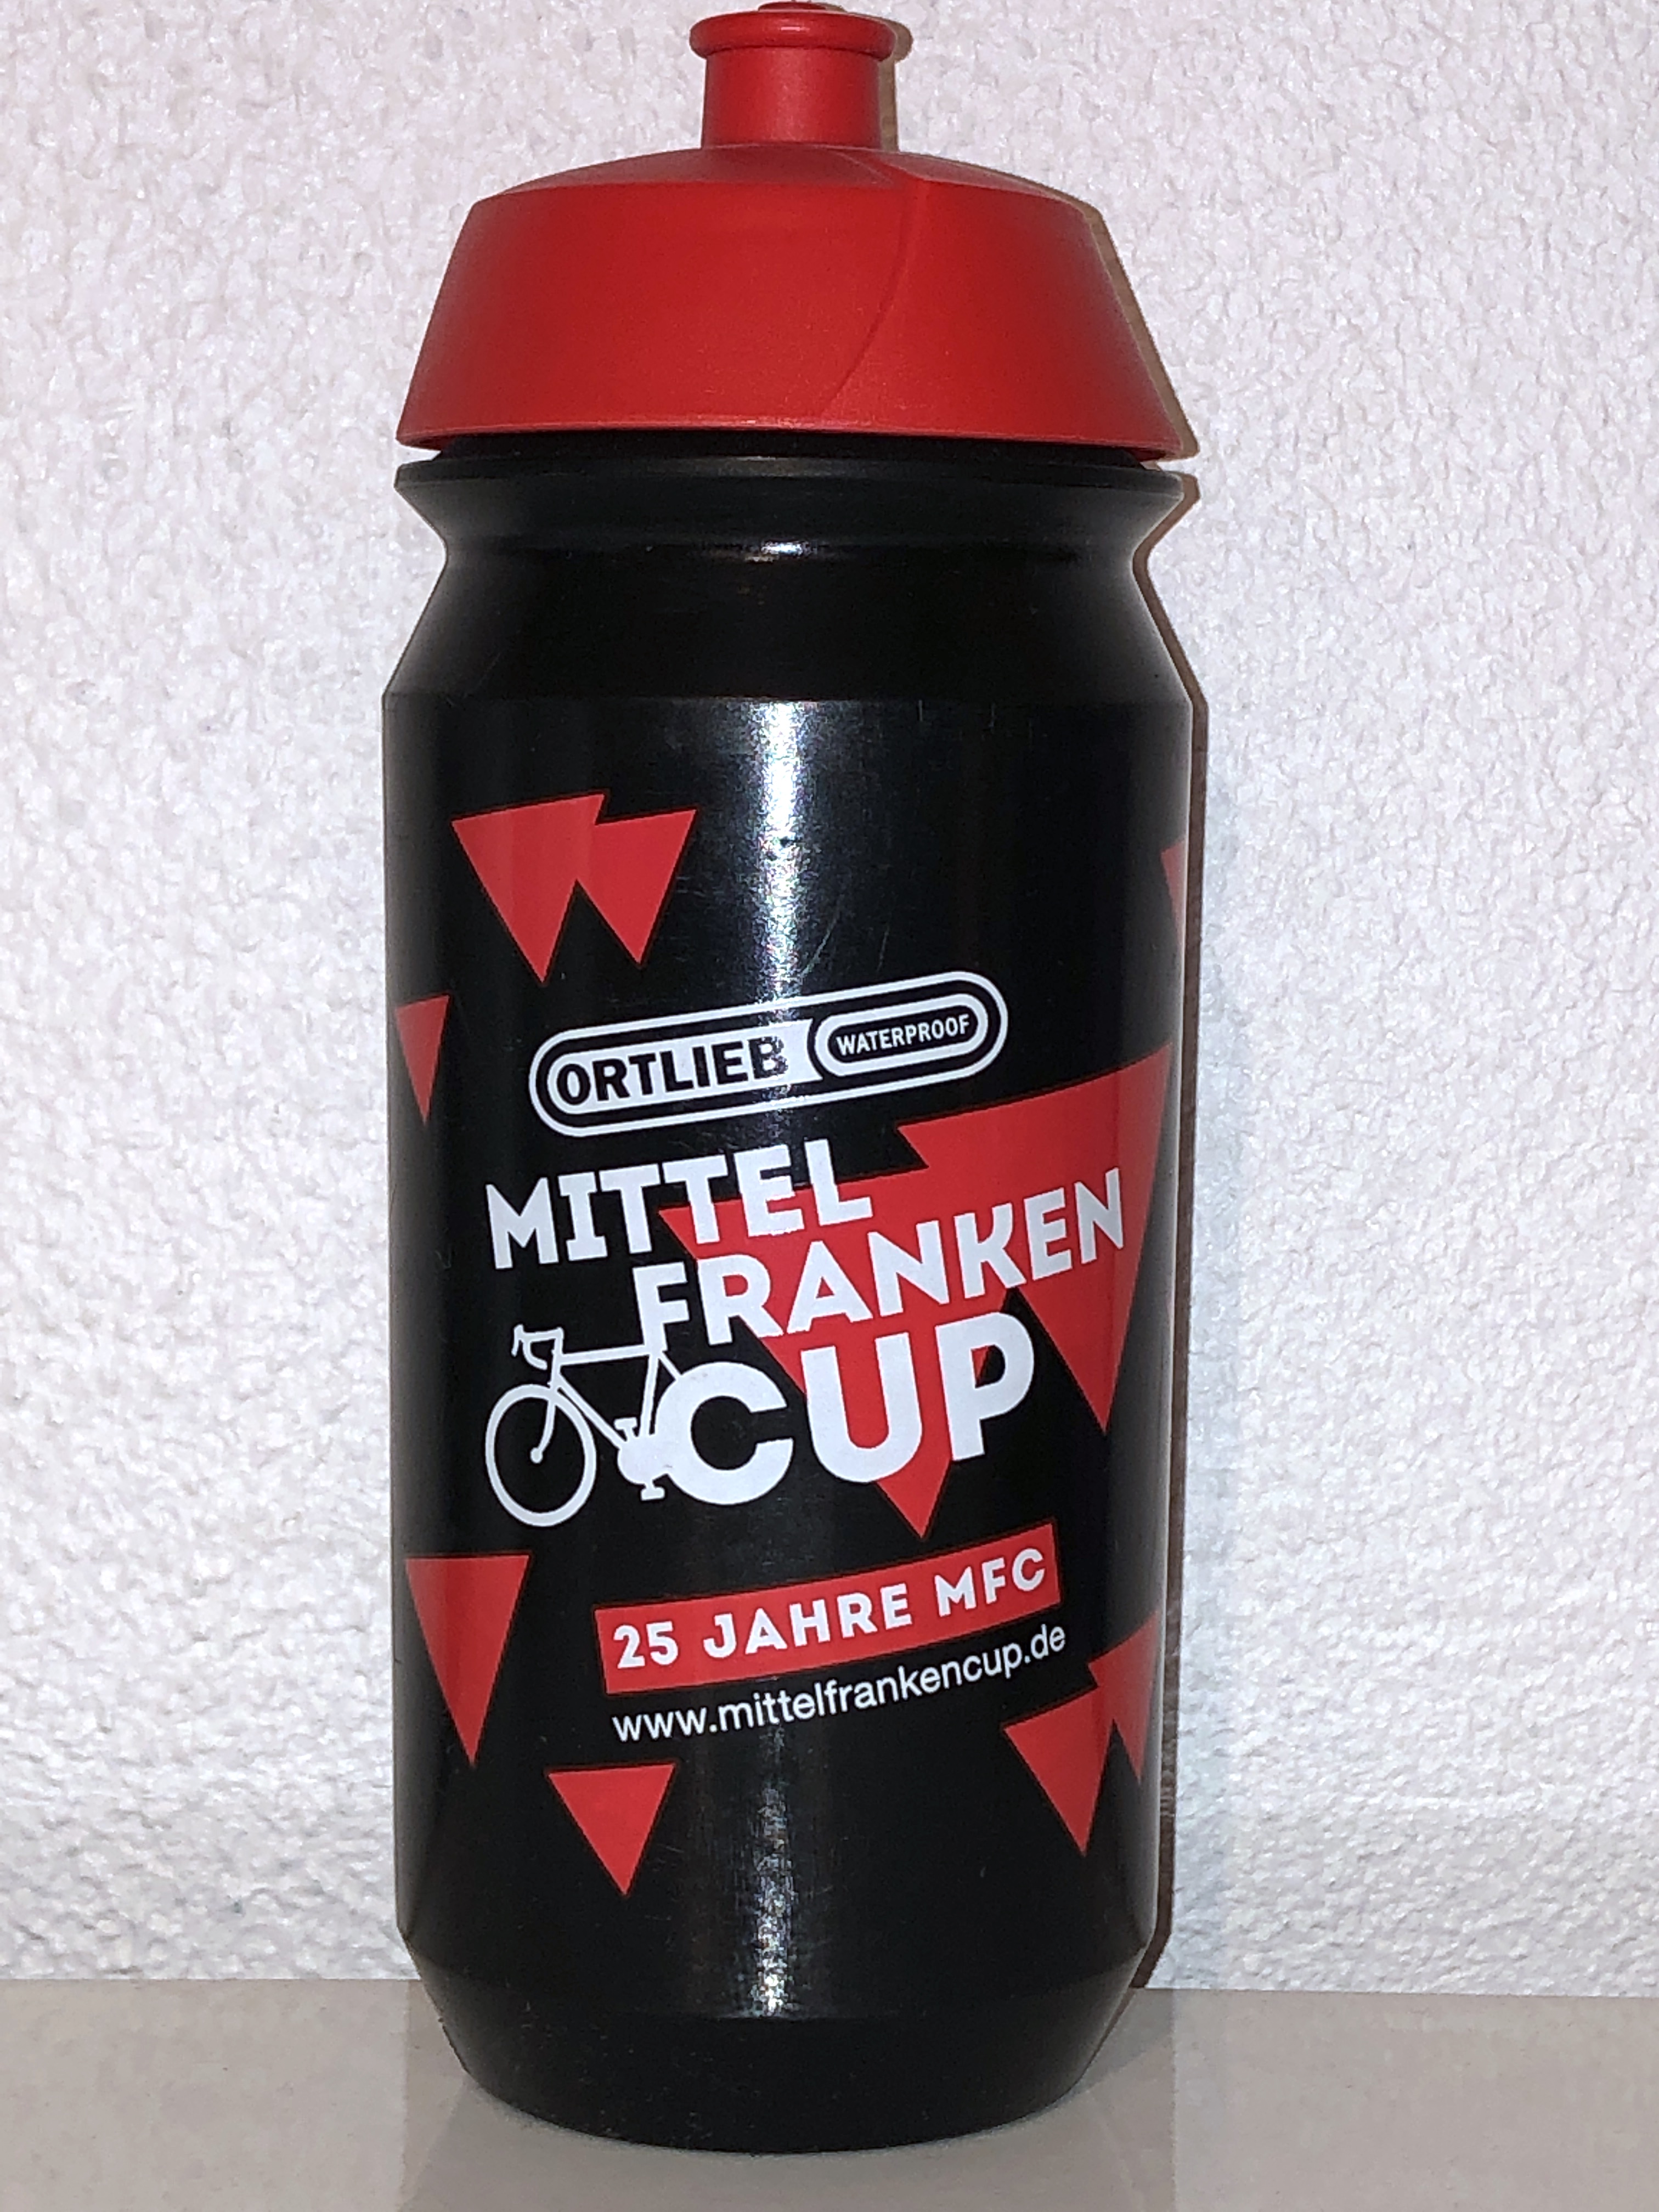 ORTLIEB WATERPROOF
MITTEL
FRANKEN
CUP
25 JAHRE MFC
www.mittelfrankencup.de